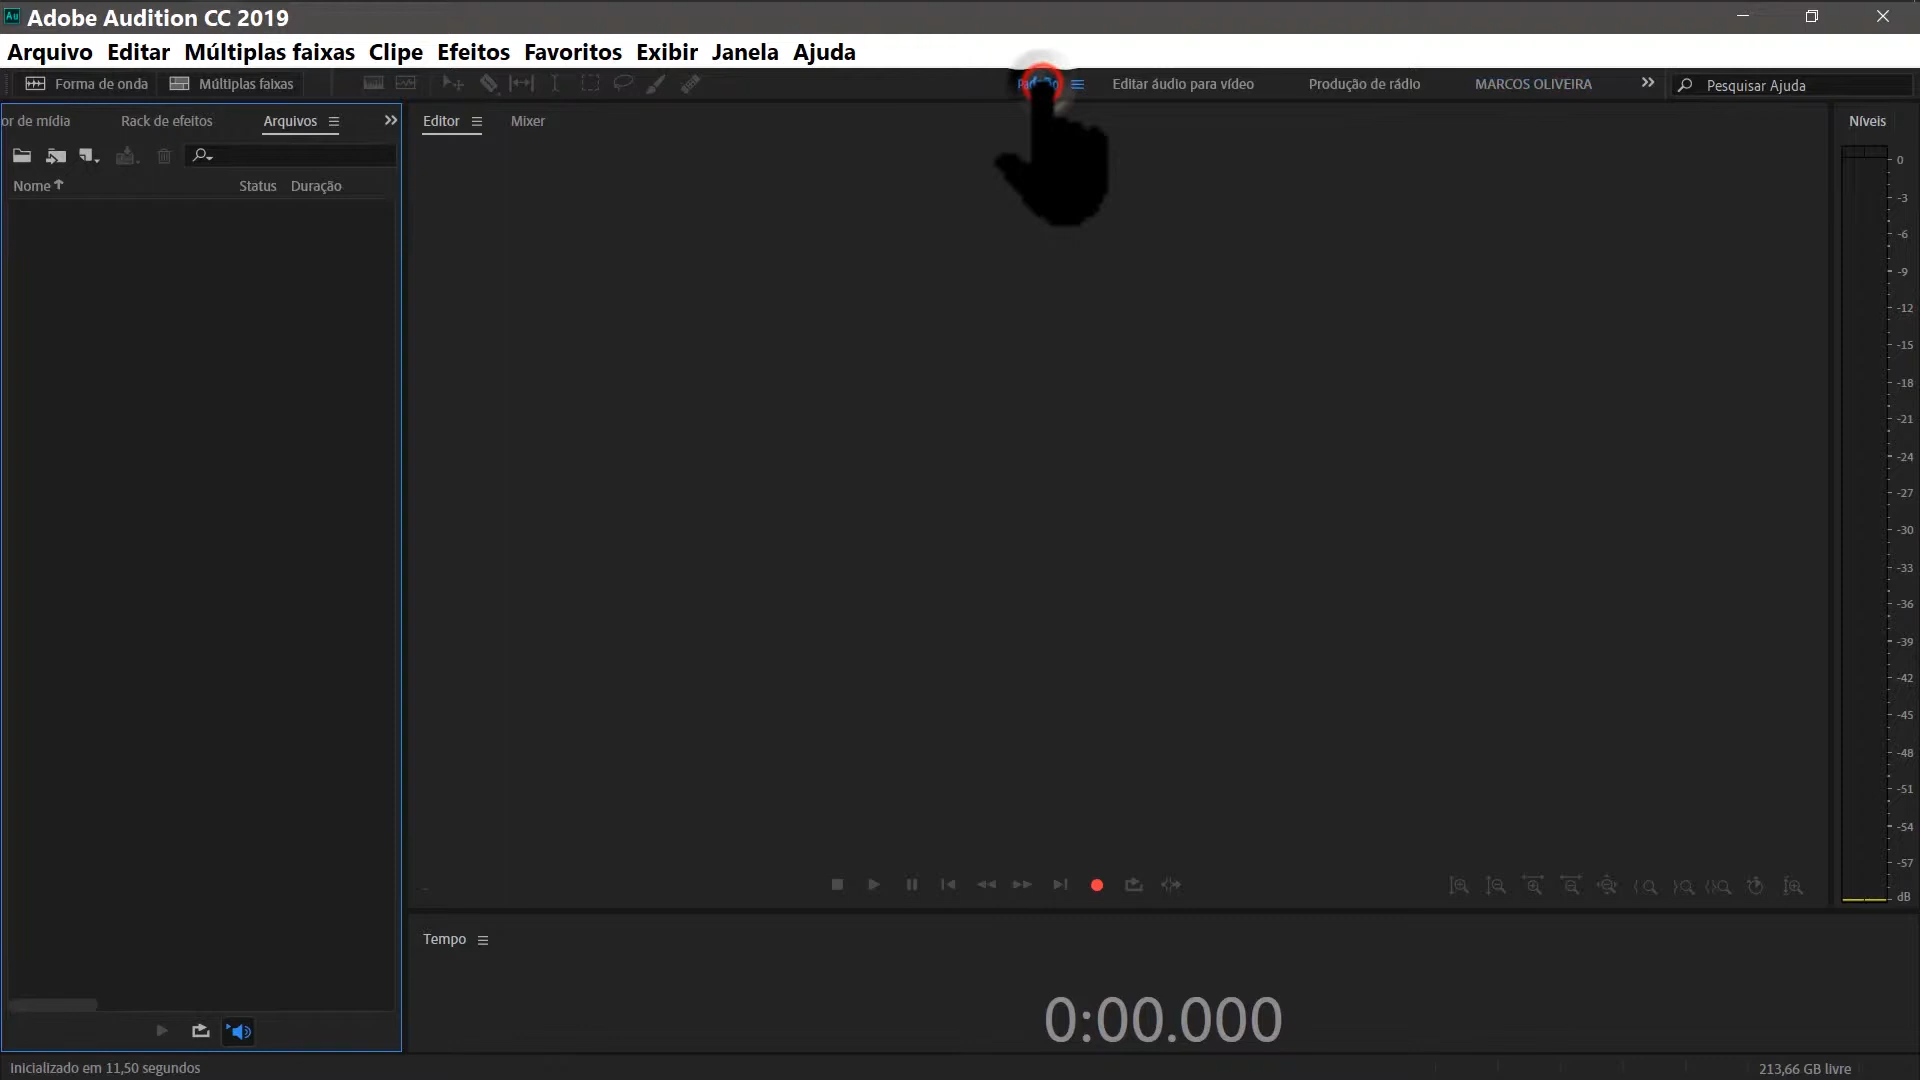 Au Adobe Audition CC 2019
Arquivo Editar Múltiplas faixas Clipe Efeitos Favoritos Exibir Janela Ajuda
Forma de onda Múltiplas faixas Editar áudio para vídeo Produção de rádio MARCOS OLIVEIRA Pesquisar Ajuda
or de mídia Rack de efeitos Arquivos Editor Mixer Níveis
Nome Status Duração
0
-3
-6
-9
-12
-15
-18
-21
-24
-27
-30
-33
-36
-39
-42
-45
-48
-51
-54
-57
dB
Tempo
0:00.000
Inicializado em 11,50 segundos 213,66 GB livre